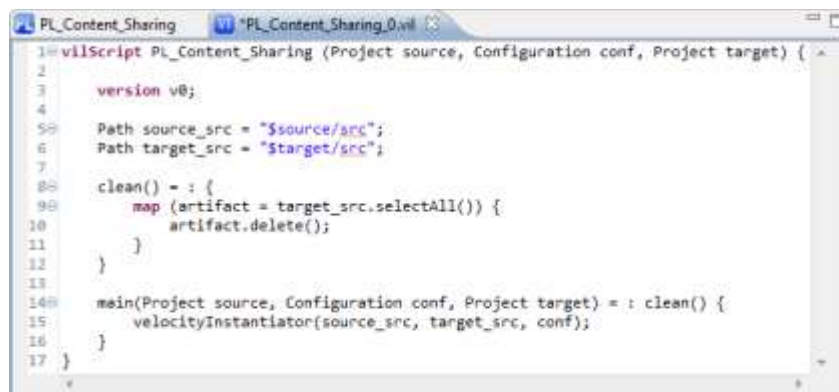 PL_Content_Sharing *PL_Content_Sharing_0.vil
1 vilScript PL_Content_Sharing (Project source, Configuration conf, Project target) {
2
3 version v0;
4
5 Path source_src = "$source/src";
6 Path target_src = "$target/src";
7
8 clean() = : {
9 map (artifact = target_src.selectAll()) {
10 artifact.delete();
11 }
12 }
13
14 main(Project source, Configuration conf, Project target) = : clean() {
15 velocityInstantiator(source_src, target_src, conf);
16 }
17 }